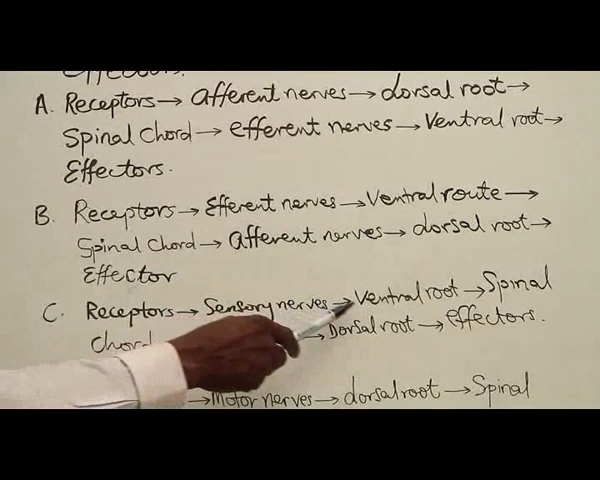 Effectors.
A. Receptors → afferent nerves → dorsal root →
Spinal Chord → efferent nerves → Ventral root →
Effectors.
B. Receptors → Efferent nerves → Ventral route →
Spinal Chord → afferent nerves → dorsal root →
Effector
C. Receptors → Sensory nerves → Ventral root → Spinal
Chord → Dorsal root → effectors.
→ Motor nerves → dorsal root → Spinal